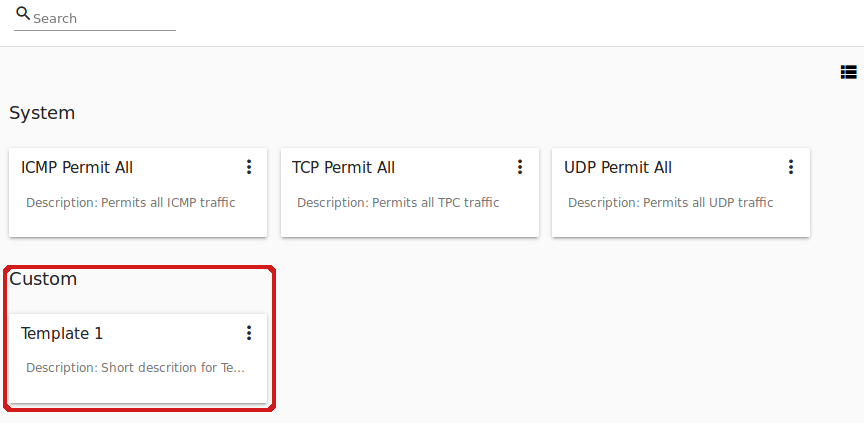 Search
System
ICMP Permit All
Description: Permits all ICMP traffic
TCP Permit All
Description: Permits all TPC traffic
UDP Permit All
Description: Permits all UDP traffic
Custom
Template 1
Description: Short descrition for Te...